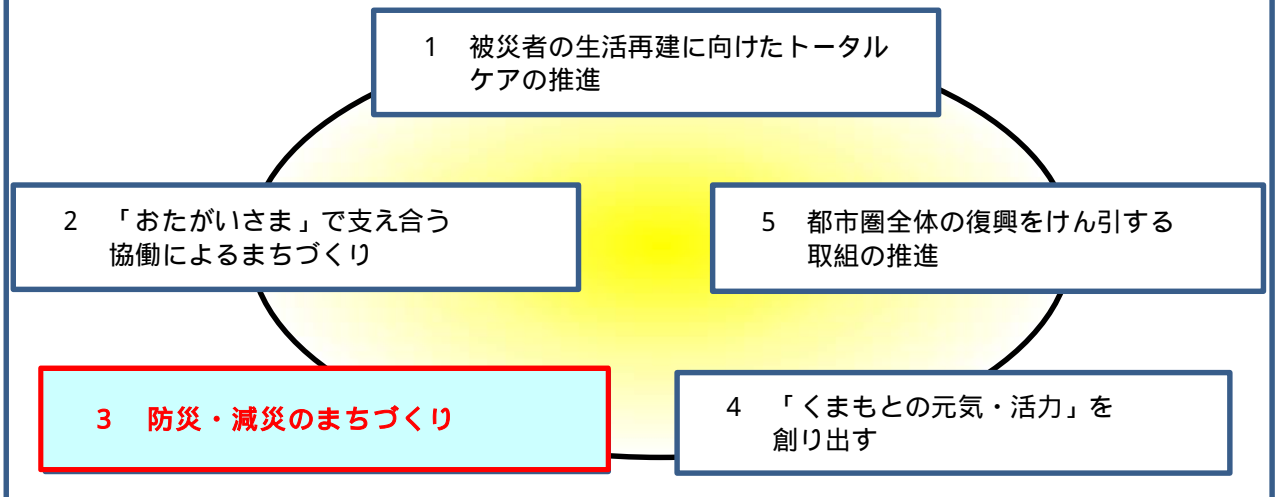 1 被災者の生活再建に向けたトータル
ケアの推進
2 「おたがいさま」で支え合う
協働によるまちづくり
5 都市圏全体の復興をけん引する
取組の推進
3 防災・減災のまちづくり
4 「くまもとの元気・活力」を
創り出す